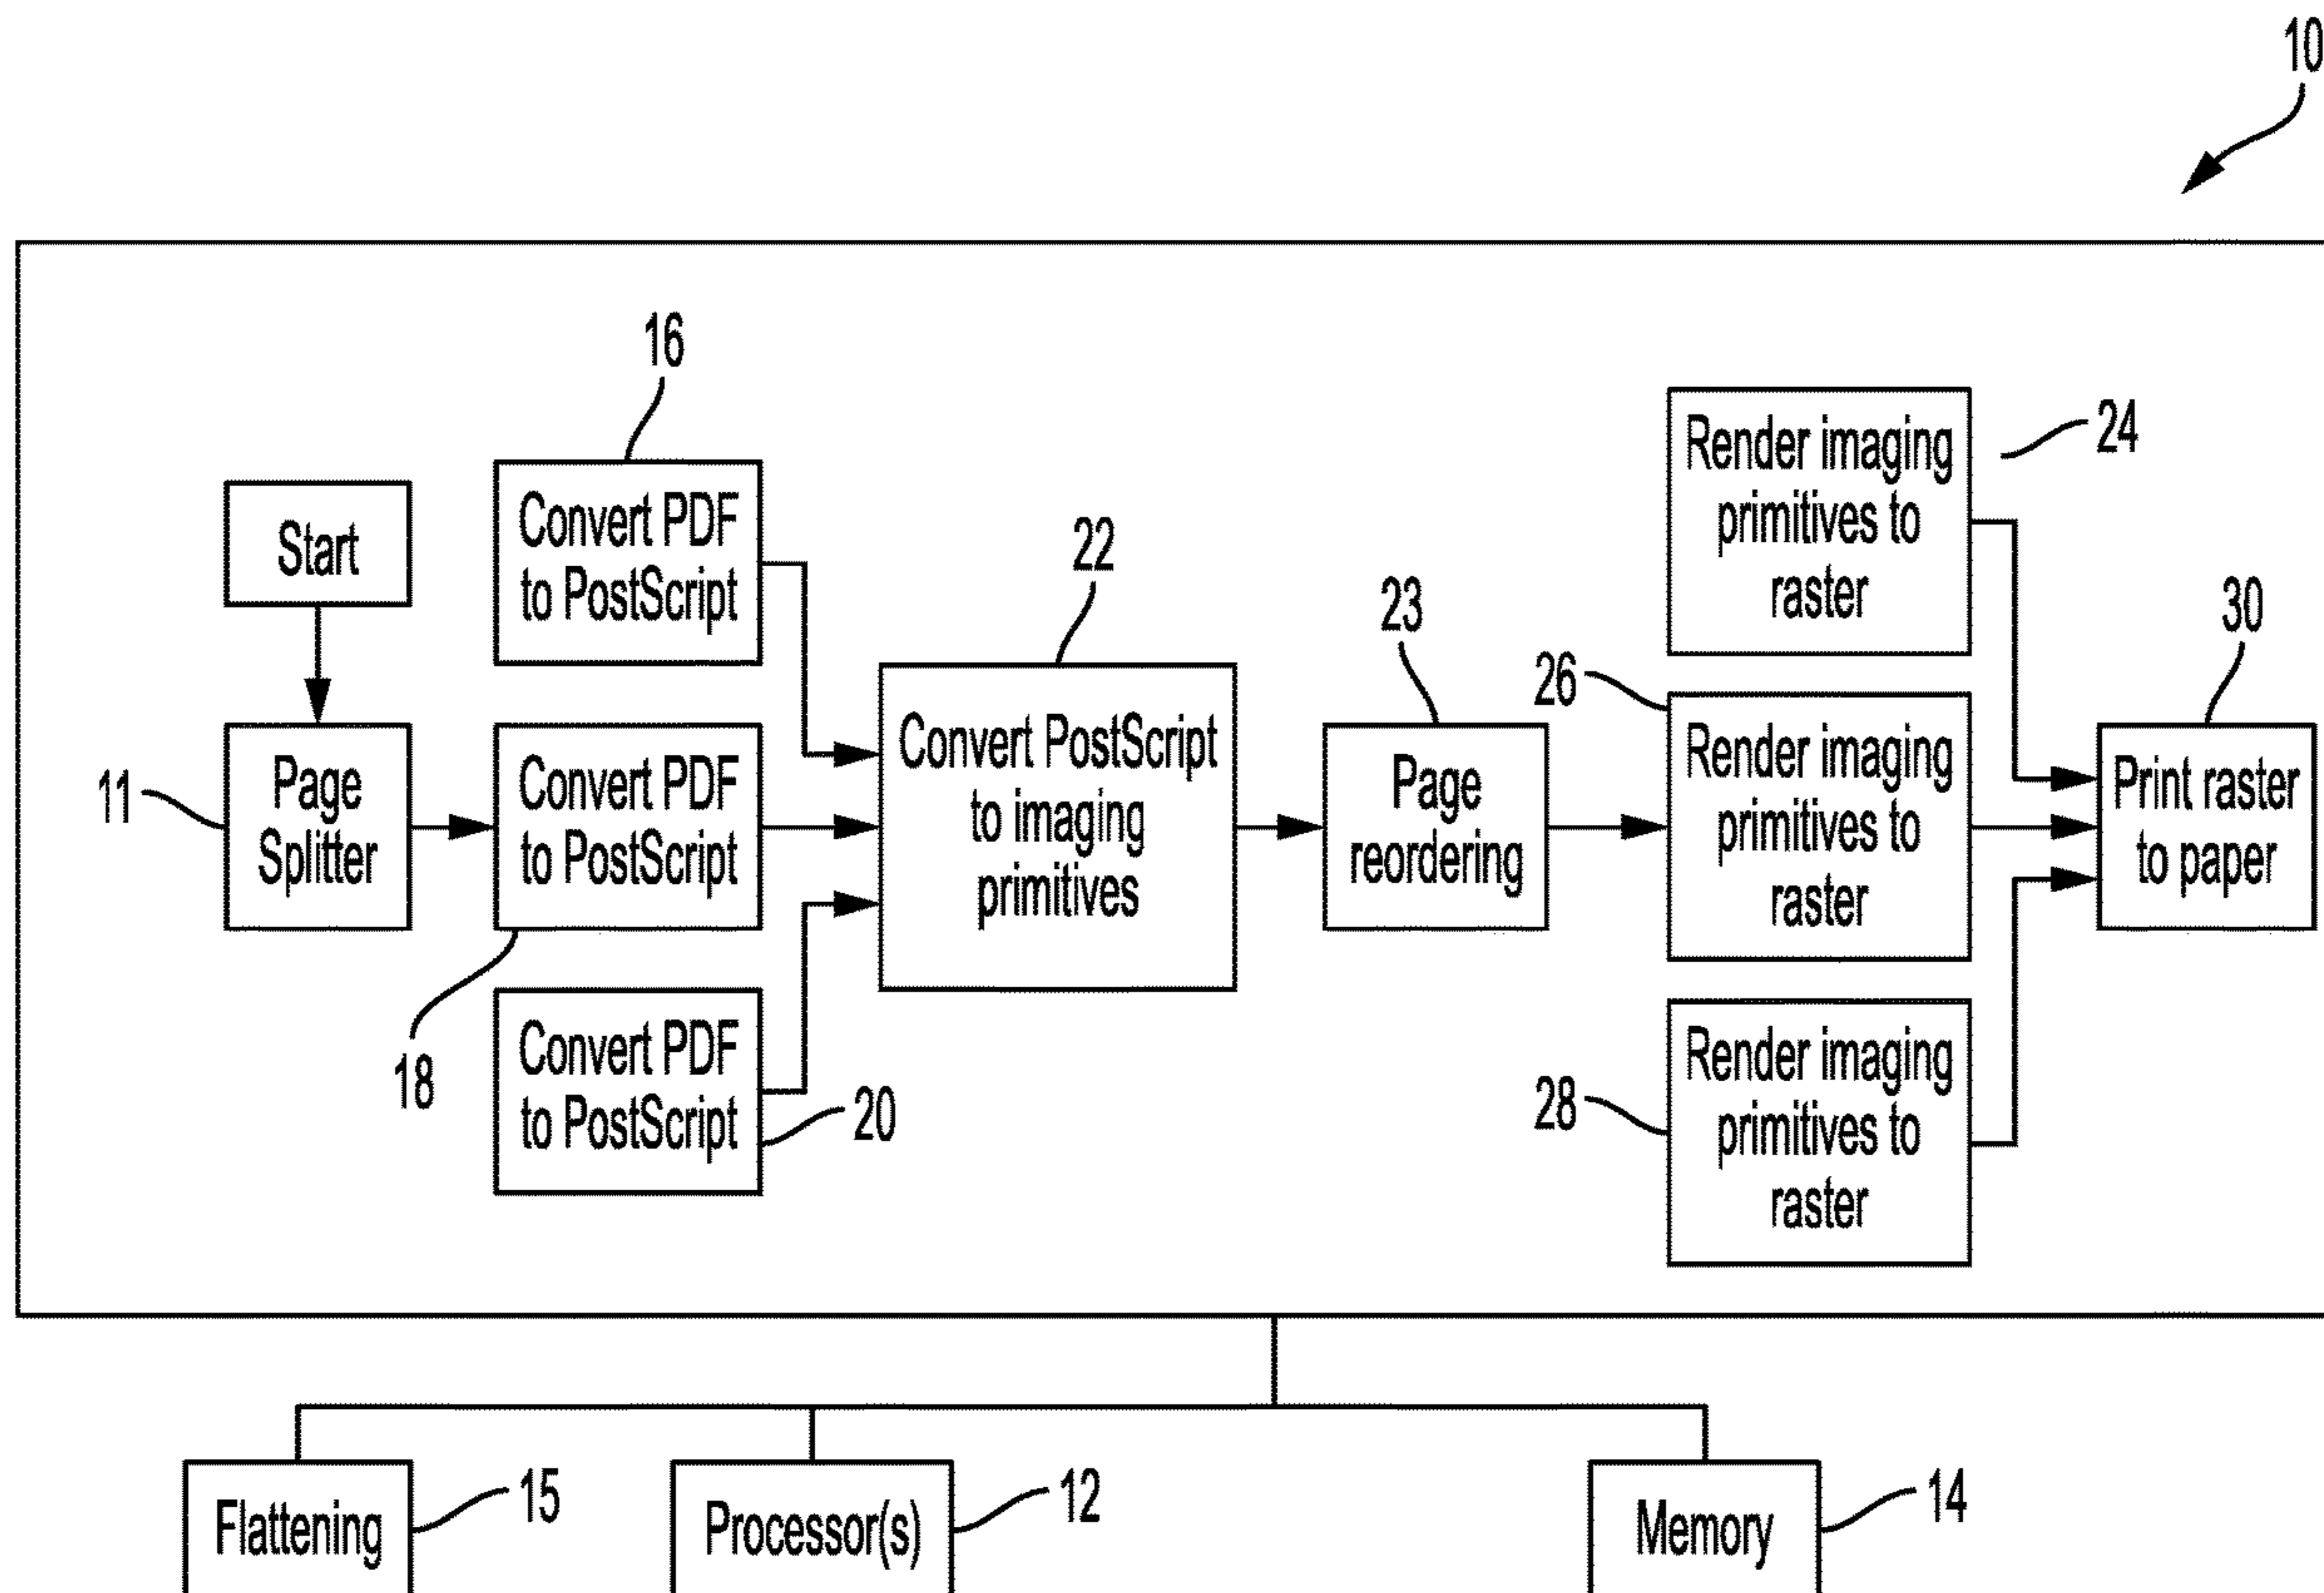 10
16
Start
Convert PDF
to PostScript
22
23
Render imaging
primitives to
raster
24
30
11
Page
Splitter
Convert PDF
to PostScript
18
Convert PostScript
to imaging
primitives
Page
reordering
26
Render imaging
primitives to
raster
Print raster
to paper
Convert PDF
to PostScript
20
28
Render imaging
primitives to
raster
Flattening
15
Processor(s)
12
Memory
14